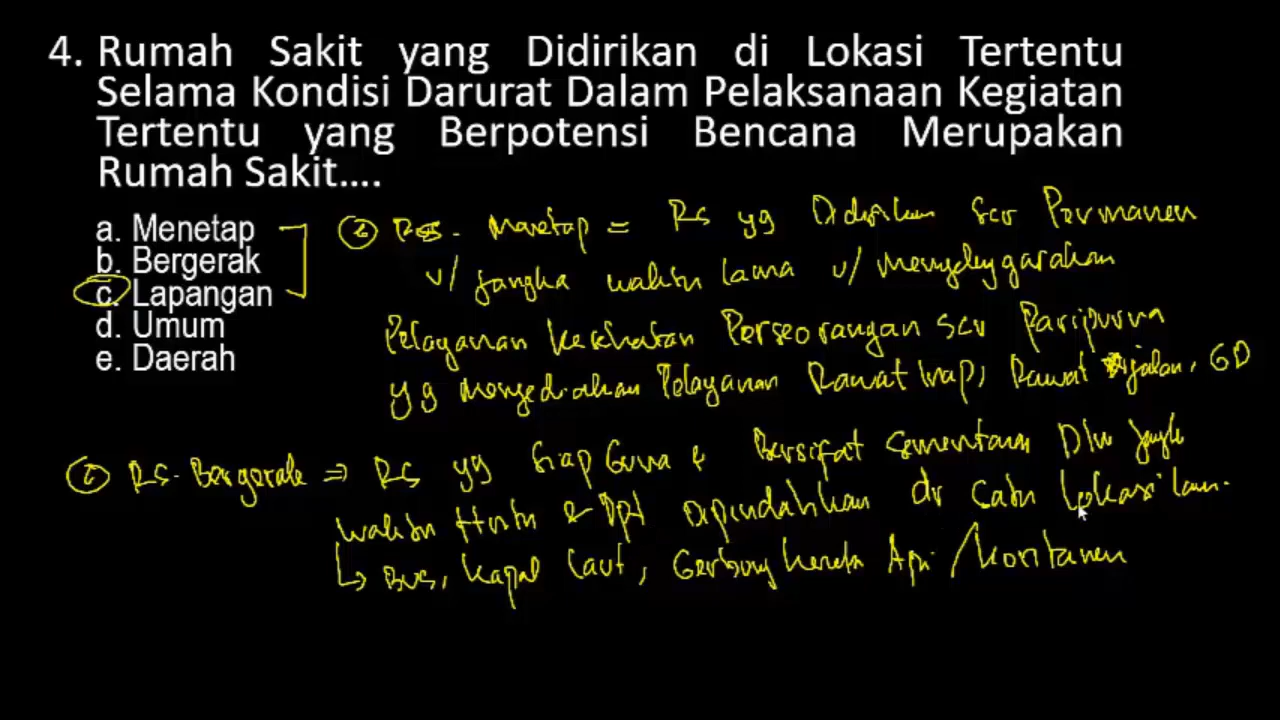 4. Rumah Sakit yang Didirikan di Lokasi Tertentu
Selama Kondisi Darurat Dalam Pelaksanaan Kegiatan
Tertentu yang Berpotensi Bencana Merupakan
Rumah Sakit....
a. Menetap
b. Bergerak
c. Lapangan
d. Umum
e. Daerah
RS. Menetap = RS yg Didirikan scr Permanen
u/ jangka waktu lama u/ menyelenggarakan
Pelayanan Kesehatan Perseorangan scr Paripurna
yg menyediakan Pelayanan Rawat Inap, Rawat jalan, GD
RS. Bergerak => RS yg Siap Guna & Bersifat sementara Dlm jangka
waktu & Dpt Dipindahkan dr satu lokasi lain.
↳ Bus, Kapal Laut, Gerbong Kereta Api / Kontainer